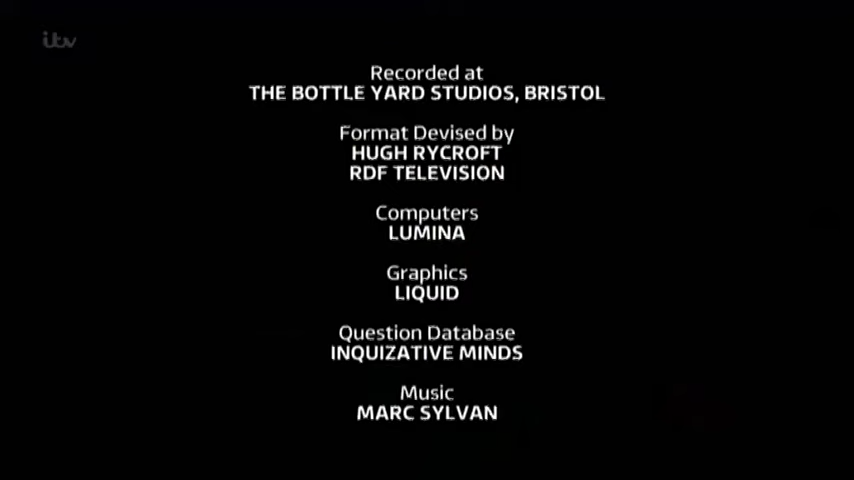 itv
Recorded at
THE BOTTLE YARD STUDIOS, BRISTOL
Format Devised by
HUGH RYCROFT
RDF TELEVISION
Computers
LUMINA
Graphics
LIQUID
Question Database
INQUIZATIVE MINDS
Music
MARC SYLVAN